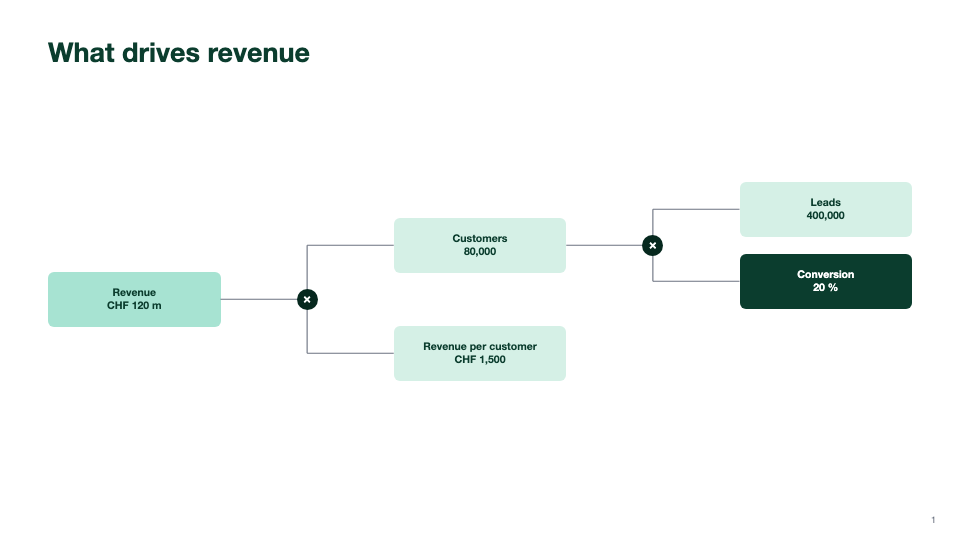 What drives revenue
Leads
400,000
Customers
80,000
×
Conversion
20 %
Revenue
CHF 120 m
×
Revenue per customer
CHF 1,500
1